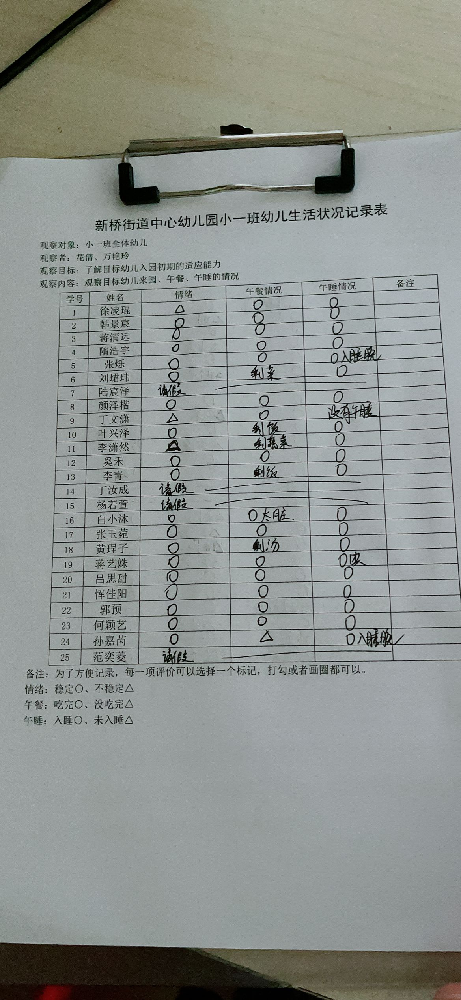 新桥街道中心幼儿园小一班幼儿生活状况记录表
观察对象：小一班全体幼儿
观察者：花倩、万艳玲
观察目标：了解目标幼儿入园初期的适应能力
观察内容：观察目标幼儿来园、午餐、午睡的情况
学号 姓名 情绪 午餐情况 午睡情况 备注
1 徐凌琨 △ ○ ○
2 韩景宸 ○ ○ ○
3 蒋清远 ○ ○ ○
4 隋浩宇 ○ ○ ○
5 张烁 ○ ○ ○入睡晚
6 刘珺玮 ○ 剩菜 ○
7 陆宸泽 请假
8 颜泽楷 ○ ○ ○
9 丁文潇 △ ○ 没有午睡
10 叶兴泽 ○ 剩饭 ○
11 李潇然 △ 剩蔬菜 ○
12 奚禾 ○ ○ ○
13 李青 ○ 剩饭 ○
14 丁汝成 请假
15 杨若萱 请假
16 白小沐 ○ ○太脏. ○
17 张玉菀 ○ ○ ○
18 黄珵子 ○ 剩汤 ○
19 蒋艺姝 ○ ○ ○
20 吕思甜 ○ ○ ○
21 恽佳阳 ○ ○ ○
22 郭预 ○ ○ ○
23 何颖艺 ○ ○ ○
24 孙嘉芮 ○ △ ○入睡晚
25 范奕菱 请假
备注：为了方便记录，每一项评价可以选择一个标记，打勾或者画圈都可以。
情绪：稳定○、不稳定△
午餐：吃完○、没吃完△
午睡：入睡○、未入睡△